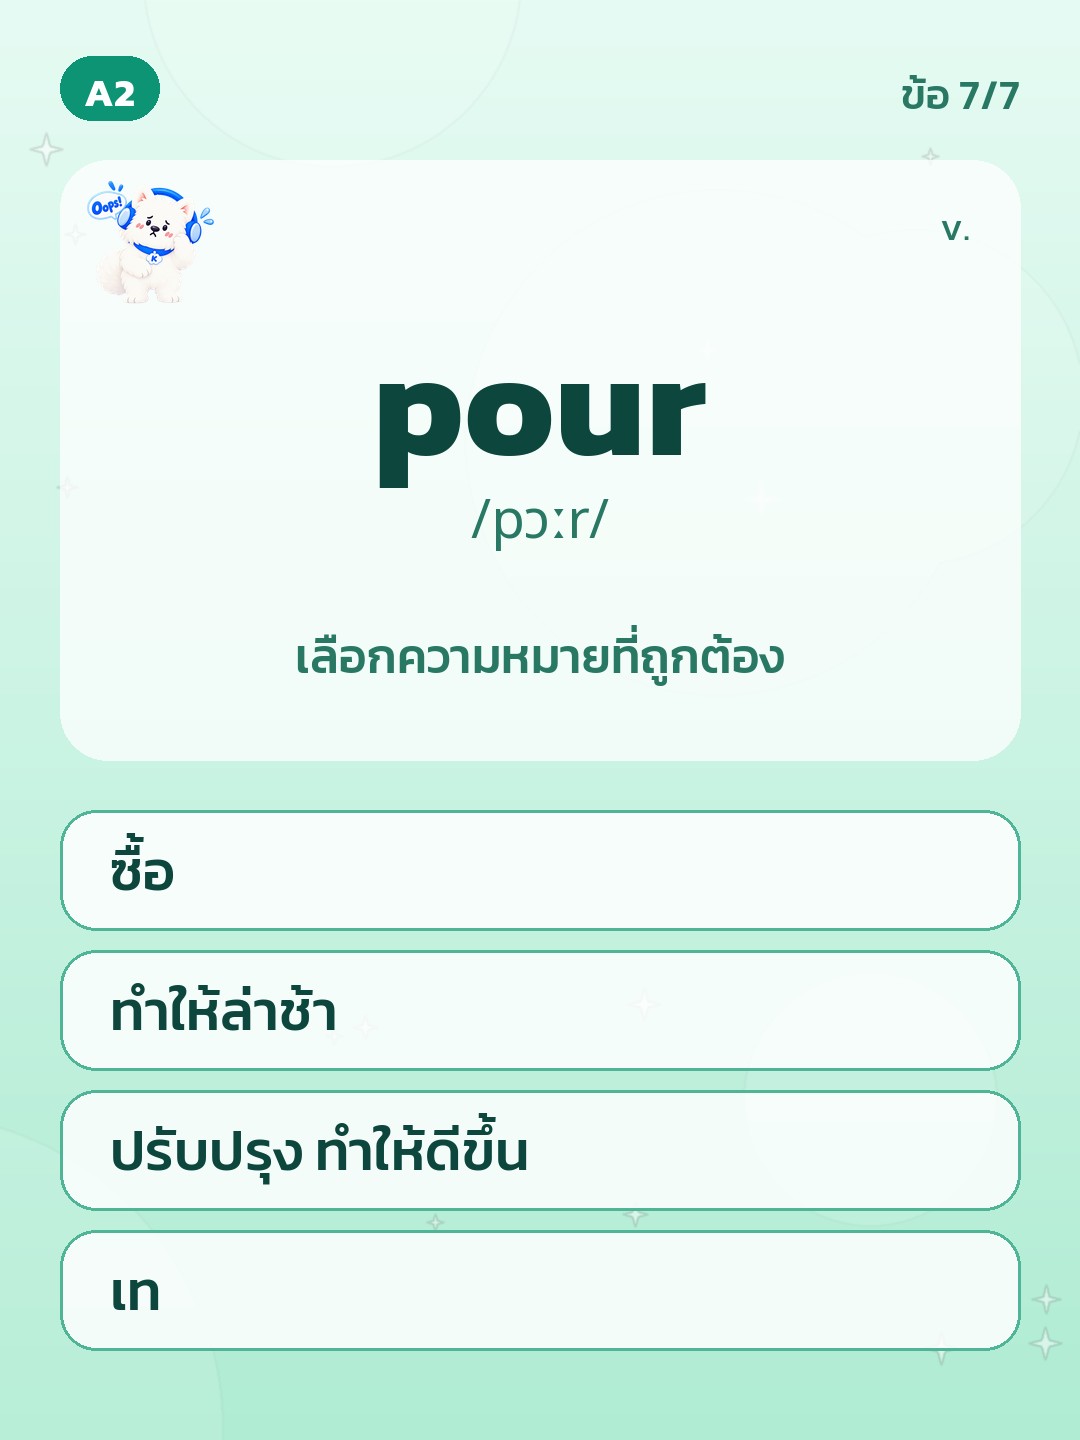 A2
ข้อ 7/7
Oops!
v.
K
pour
/pɔːr/
เลือกความหมายที่ถูกต้อง
ซื้อ
ทำให้ล่าช้า
ปรับปรุง ทำให้ดีขึ้น
เท